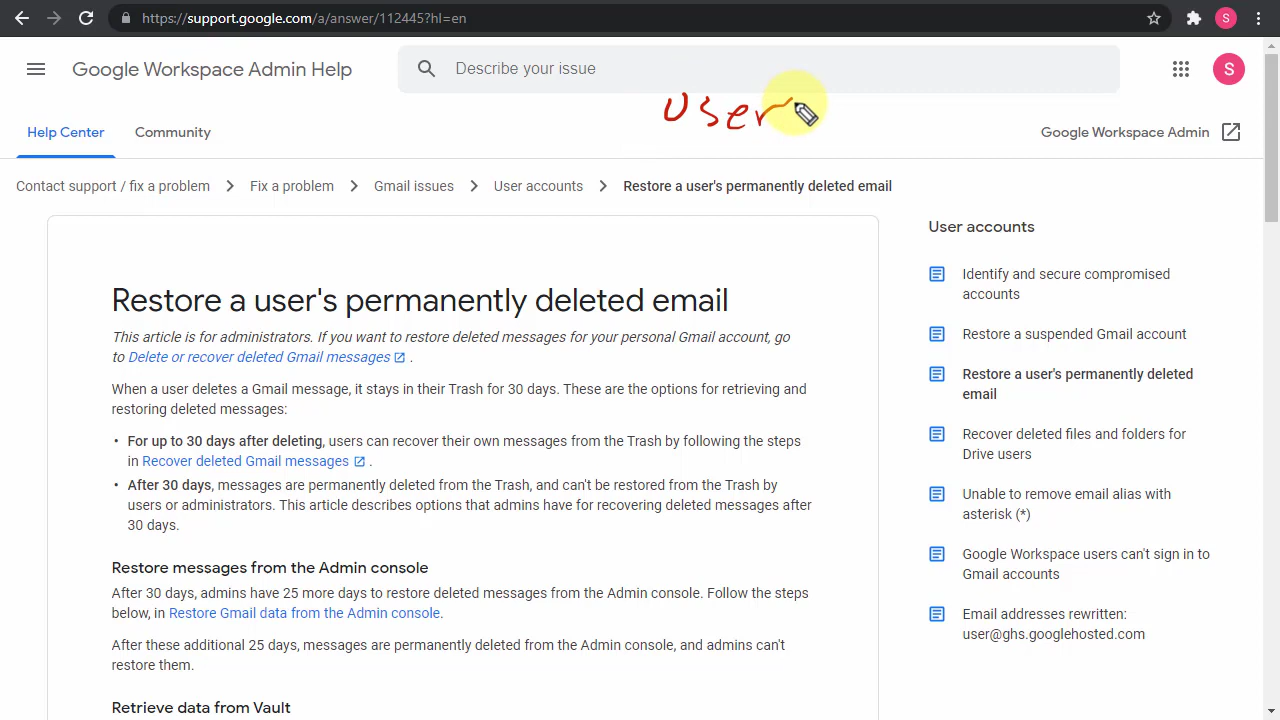 https://support.google.com/a/answer/112445?hl=en
S
Google Workspace Admin Help
Describe your issue
S
User
Help Center
Community
Google Workspace Admin
Contact support / fix a problem
Fix a problem
Gmail issues
User accounts
Restore a user's permanently deleted email
Restore a user's permanently deleted email
This article is for administrators. If you want to restore deleted messages for your personal Gmail account, go
to Delete or recover deleted Gmail messages .
When a user deletes a Gmail message, it stays in their Trash for 30 days. These are the options for retrieving and
restoring deleted messages:
• For up to 30 days after deleting, users can recover their own messages from the Trash by following the steps
in Recover deleted Gmail messages .
• After 30 days, messages are permanently deleted from the Trash, and can't be restored from the Trash by
users or administrators. This article describes options that admins have for recovering deleted messages after
30 days.
Restore messages from the Admin console
After 30 days, admins have 25 more days to restore deleted messages from the Admin console. Follow the steps
below, in Restore Gmail data from the Admin console.
After these additional 25 days, messages are permanently deleted from the Admin console, and admins can't
restore them.
Retrieve data from Vault
User accounts
Identify and secure compromised
accounts
Restore a suspended Gmail account
Restore a user's permanently deleted
email
Recover deleted files and folders for
Drive users
Unable to remove email alias with
asterisk (*)
Google Workspace users can't sign in to
Gmail accounts
Email addresses rewritten:
user@ghs.googlehosted.com